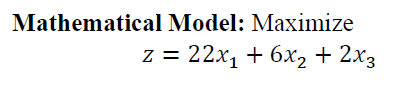 Mathematical Model: Maximize
z = 22x₁ + 6x₂ + 2x₃